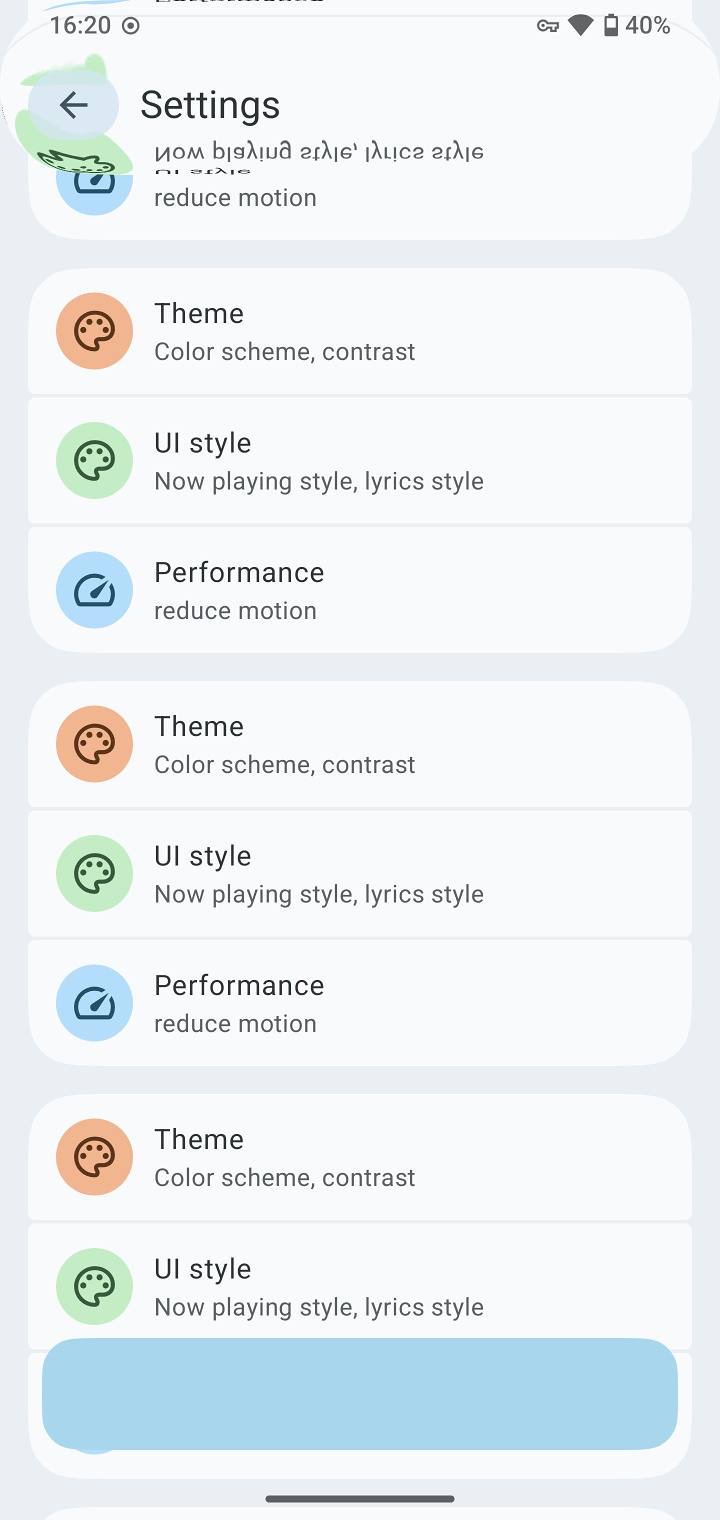 16:20
40%
Settings
Now playing style, lyrics style
UI style
reduce motion
Theme
Color scheme, contrast
UI style
Now playing style, lyrics style
Performance
reduce motion
Theme
Color scheme, contrast
UI style
Now playing style, lyrics style
Performance
reduce motion
Theme
Color scheme, contrast
UI style
Now playing style, lyrics style